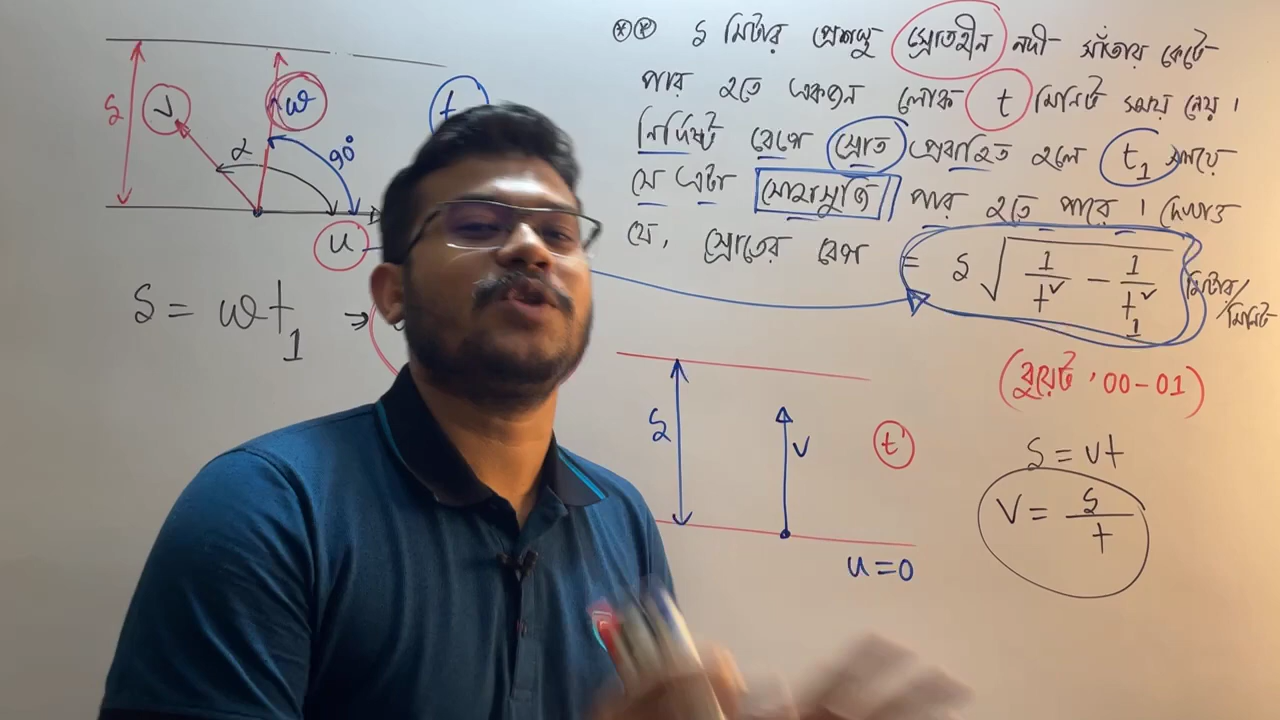 s মিটার প্রশস্ত স্রোতহীন নদী সাঁতার কেটে
পার হতে একজন লোক t মিনিট সময় নেয়।
নির্দিষ্ট বেগে স্রোত প্রবাহিত হলে t₁ সময়ে
সে এটা সোজাসুজি পার হতে পারে। দেখাও
যে, স্রোতের বেগ = s√(1/t² − 1/t₁²) মিটার/মিনিট
(বুয়েট '00-01)
s
v
w
α
90°
u
s = wt₁
s
v
t
u=0
s = vt
v = s/t